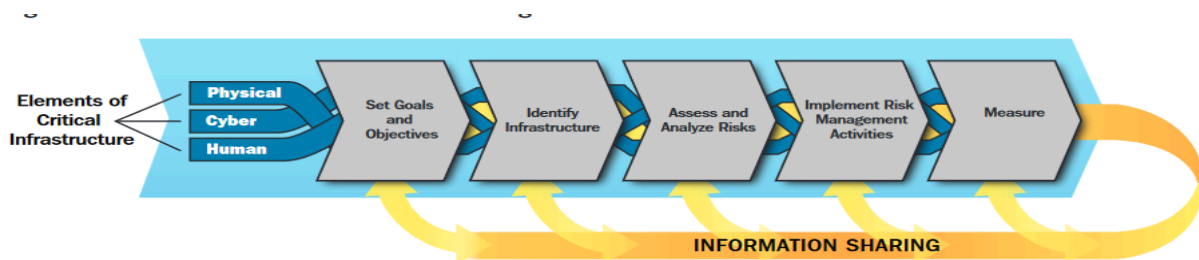 Elements of
Critical
Infrastructure
Physical
Cyber
Human
Set Goals
and
Objectives
Identify
Infrastructure
Assess and
Analyze Risks
Implement Risk
Management
Activities
Measure
INFORMATION SHARING